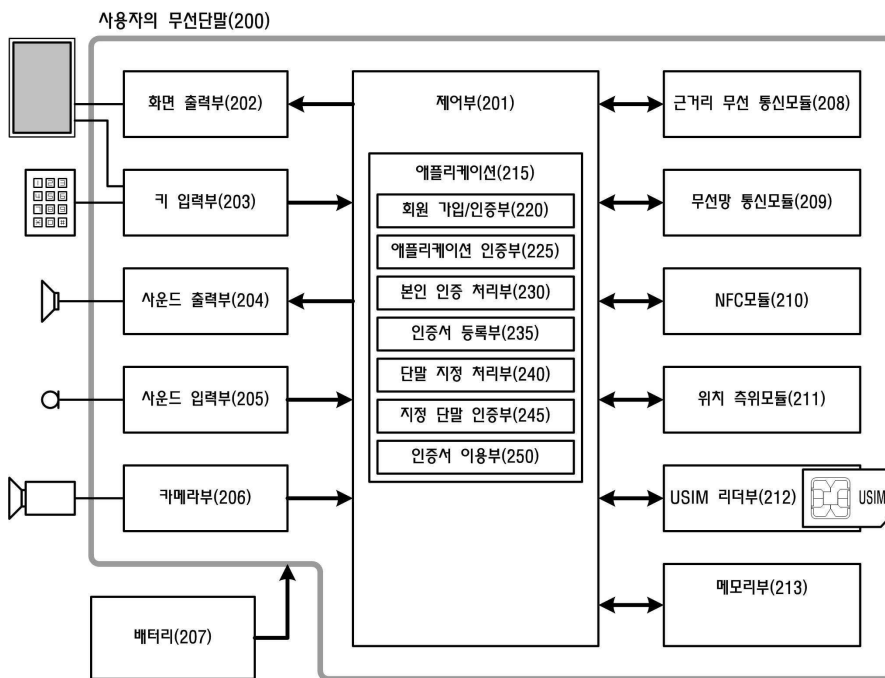 사용자의 무선단말(200)
화면 출력부(202)
키 입력부(203)
사운드 출력부(204)
사운드 입력부(205)
카메라부(206)
배터리(207)
제어부(201)
애플리케이션(215)
회원 가입/인증부(220)
애플리케이션 인증부(225)
본인 인증 처리부(230)
인증서 등록부(235)
단말 지정 처리부(240)
지정 단말 인증부(245)
인증서 이용부(250)
근거리 무선 통신모듈(208)
무선망 통신모듈(209)
NFC모듈(210)
위치 측위모듈(211)
USIM 리더부(212)
USIM
메모리부(213)